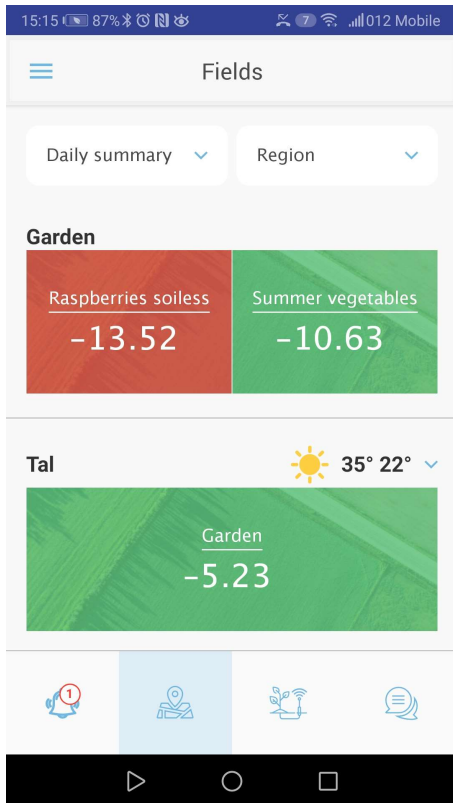 15:15 87% 7 012 Mobile
Fields
Daily summary Region
Garden
Raspberries soiless Summer vegetables
-13.52 -10.63
Tal 35° 22°
Garden
-5.23
1